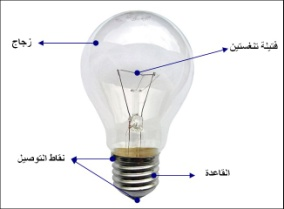 زجاج
فتيلة تنغستين
نقاط التوصيل
القاعدة